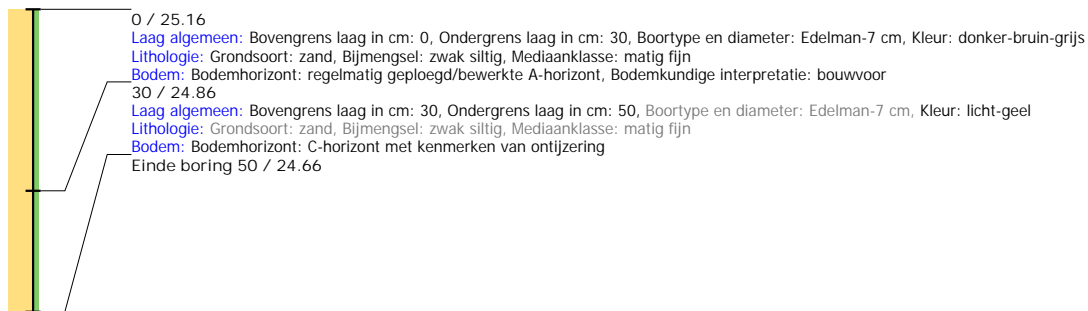 0 / 25.16
Laag algemeen: Bovengrens laag in cm: 0, Ondergrens laag in cm: 30, Boortype en diameter: Edelman-7 cm, Kleur: donker-bruin-grijs
Lithologie: Grondsoort: zand, Bijmengsel: zwak siltig, Mediaanklasse: matig fijn
Bodem: Bodemhorizont: regelmatig geploegd/bewerkte A-horizont, Bodemkundige interpretatie: bouwvoor
30 / 24.86
Laag algemeen: Bovengrens laag in cm: 30, Ondergrens laag in cm: 50, Boortype en diameter: Edelman-7 cm, Kleur: licht-geel
Lithologie: Grondsoort: zand, Bijmengsel: zwak siltig, Mediaanklasse: matig fijn
Bodem: Bodemhorizont: C-horizont met kenmerken van ontijzering
Einde boring 50 / 24.66